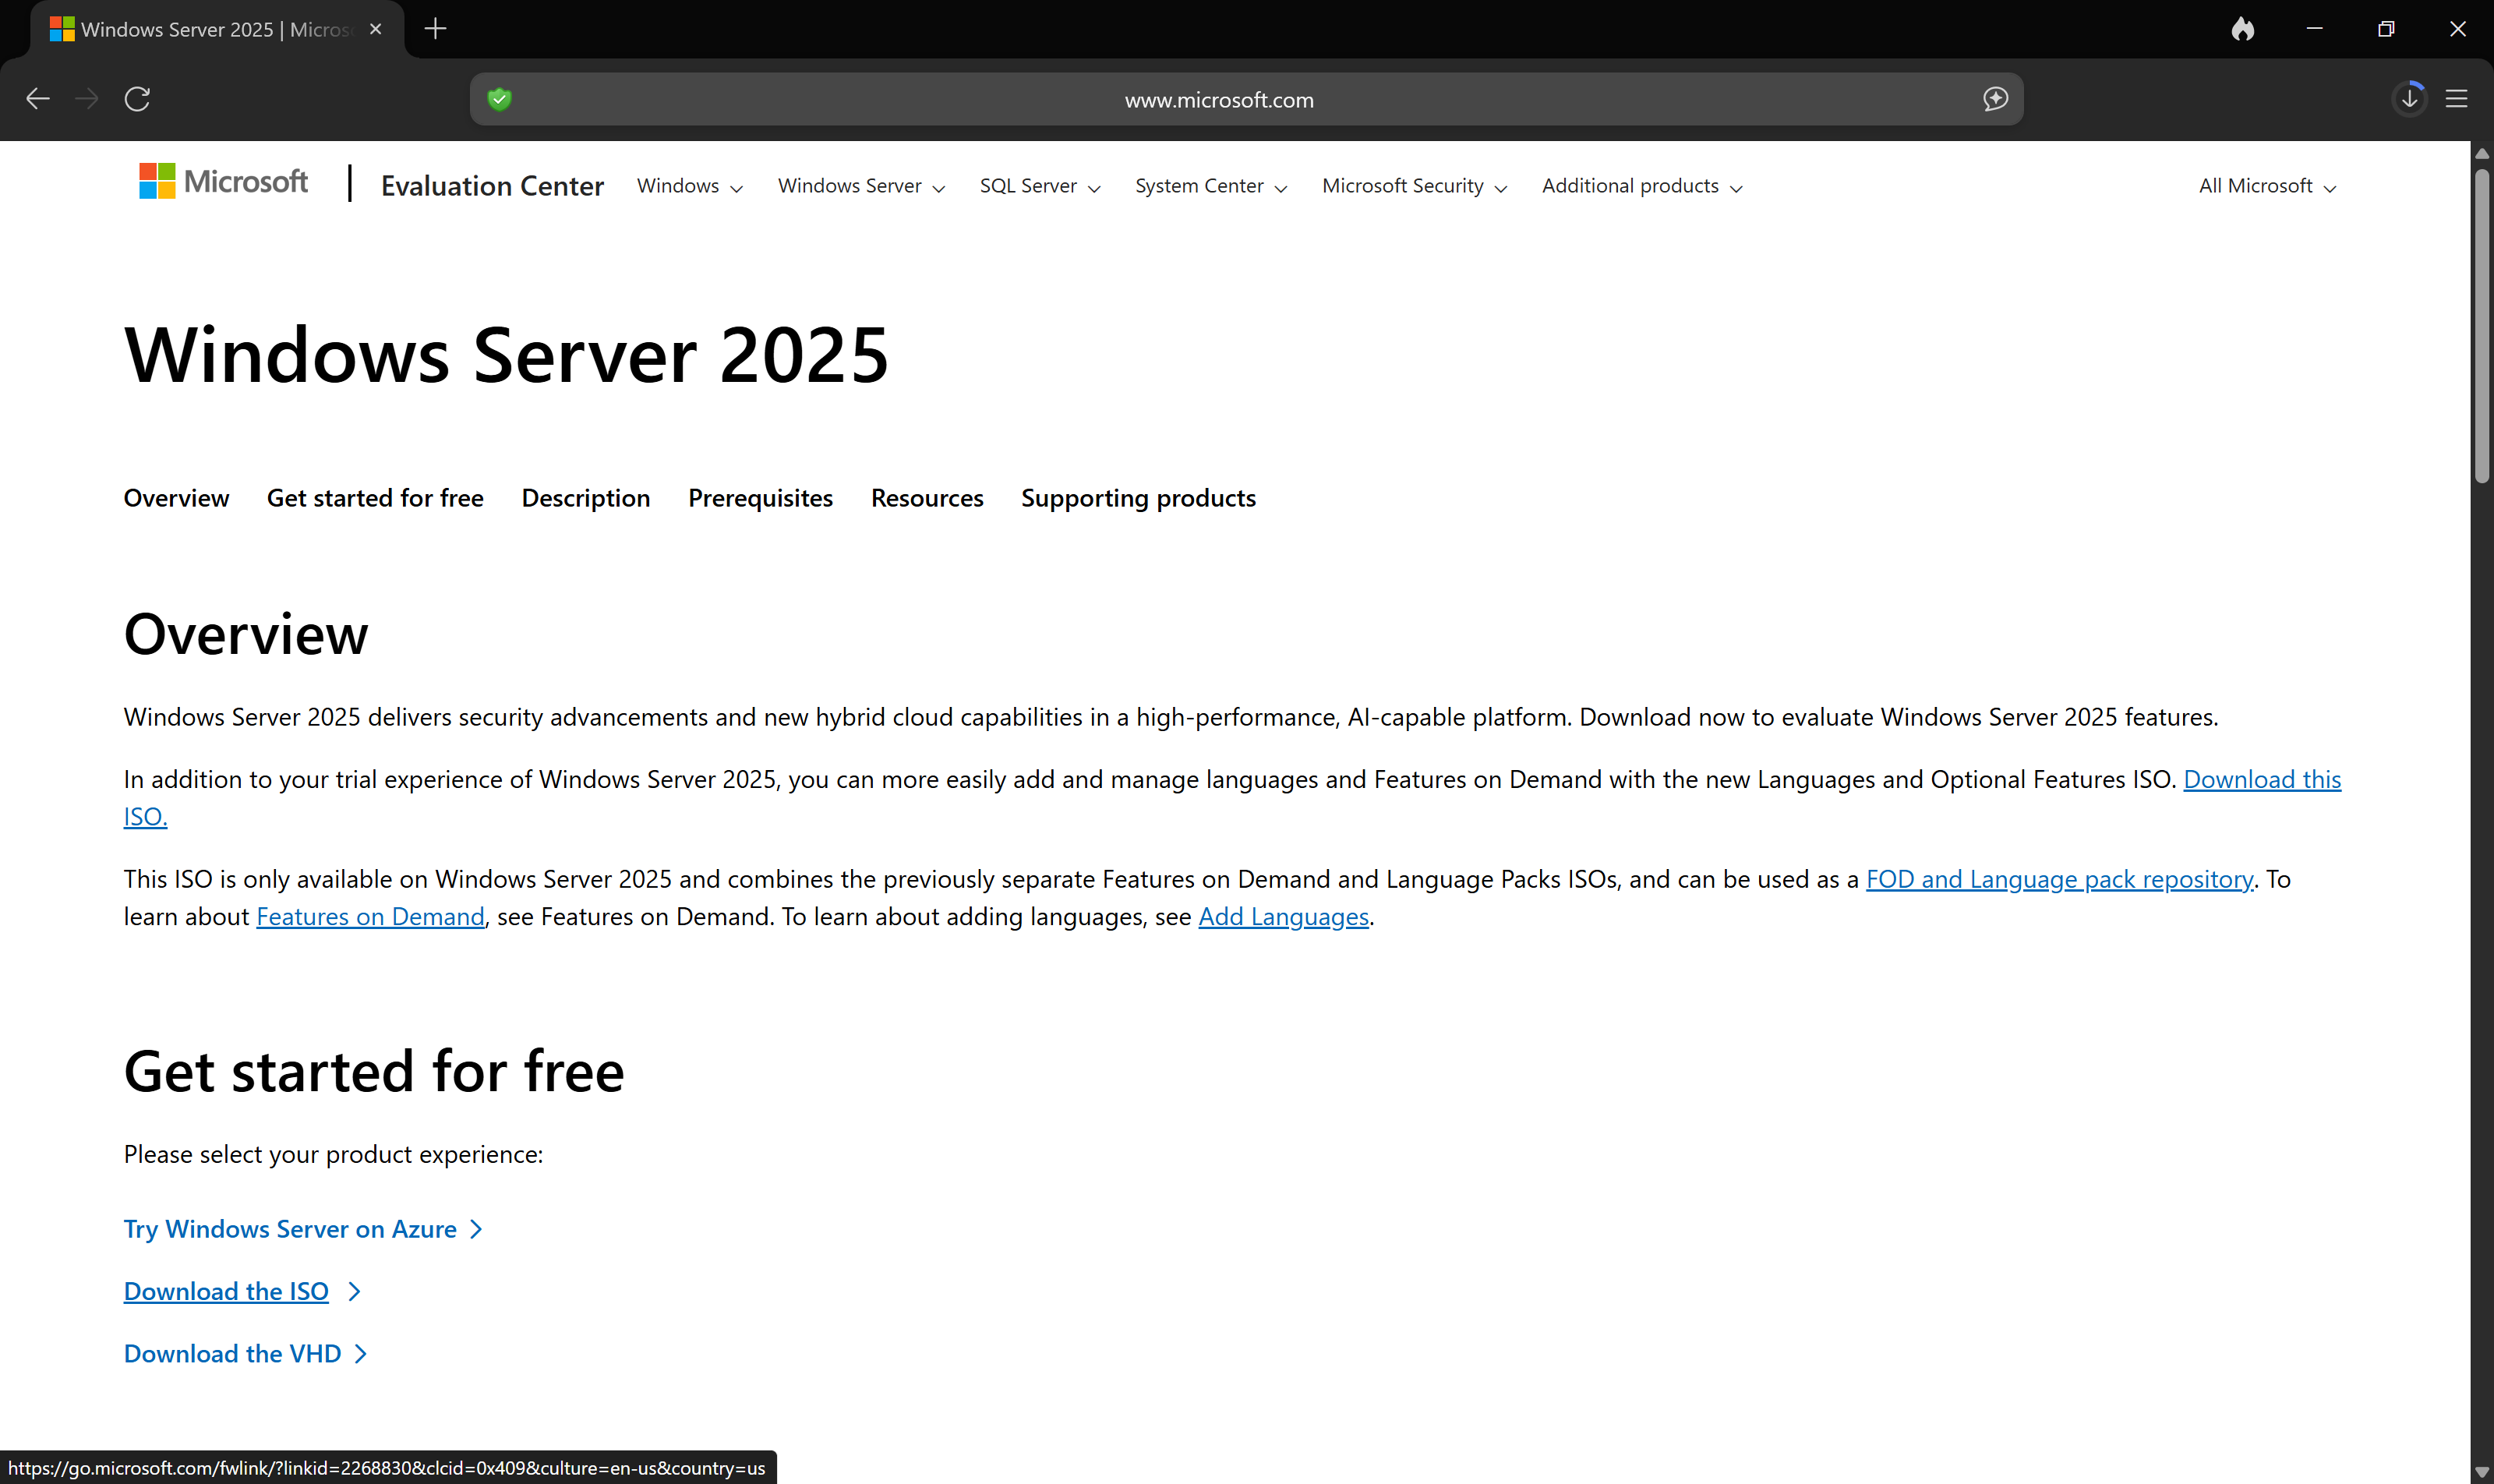 Windows Server 2025 | Micros
www.microsoft.com
Microsoft
Evaluation Center
Windows
Windows Server
SQL Server
System Center
Microsoft Security
Additional products
All Microsoft
Windows Server 2025
Overview
Get started for free
Description
Prerequisites
Resources
Supporting products
Overview
Windows Server 2025 delivers security advancements and new hybrid cloud capabilities in a high-performance, AI-capable platform. Download now to evaluate Windows Server 2025 features.
In addition to your trial experience of Windows Server 2025, you can more easily add and manage languages and Features on Demand with the new Languages and Optional Features ISO. Download this
ISO.
This ISO is only available on Windows Server 2025 and combines the previously separate Features on Demand and Language Packs ISOs, and can be used as a FOD and Language pack repository. To
learn about Features on Demand, see Features on Demand. To learn about adding languages, see Add Languages.
Get started for free
Please select your product experience:
Try Windows Server on Azure
Download the ISO
Download the VHD
https://go.microsoft.com/fwlink/?linkid=2268830&clcid=0x409&culture=en-us&country=us